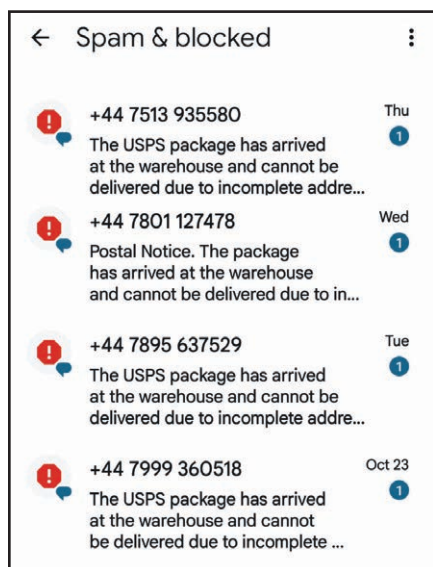 Spam & blocked
+44 7513 935580
Thu
The USPS package has arrived
1
at the warehouse and cannot be
delivered due to incomplete addre...
+44 7801 127478
Wed
Postal Notice. The package
1
has arrived at the warehouse
and cannot be delivered due to in...
+44 7895 637529
Tue
The USPS package has arrived
1
at the warehouse and cannot be
delivered due to incomplete addre...
+44 7999 360518
Oct 23
The USPS package has arrived
1
at the warehouse and cannot
be delivered due to incomplete ...